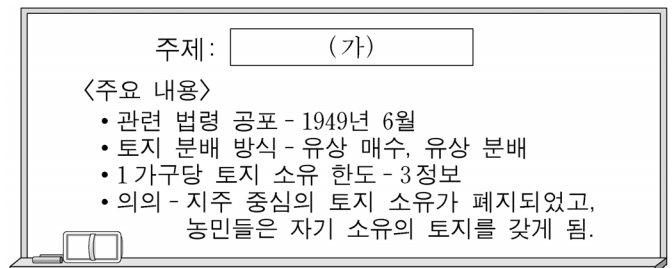 주제: (가)
〈주요 내용〉
• 관련 법령 공포 - 1949년 6월
• 토지 분배 방식 - 유상 매수, 유상 분배
• 1가구당 토지 소유 한도 - 3정보
• 의의 - 지주 중심의 토지 소유가 폐지되었고,
농민들은 자기 소유의 토지를 갖게 됨.